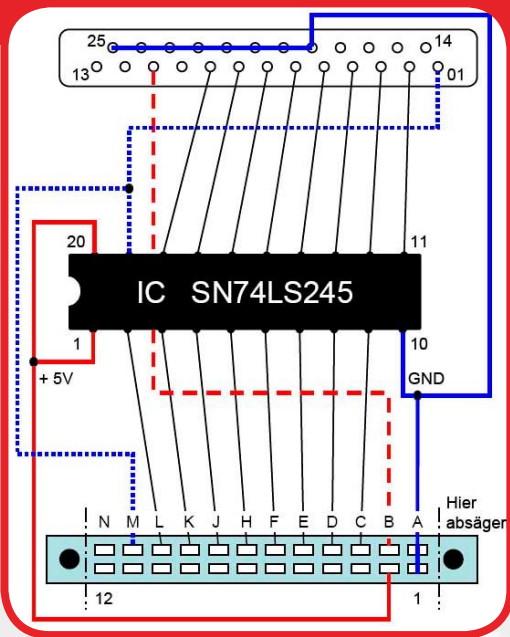 25 14
13 01
20 11
IC SN74LS245
1 10
+ 5V GND
Hier
N M L K J H F E D C B A absägen
12 1